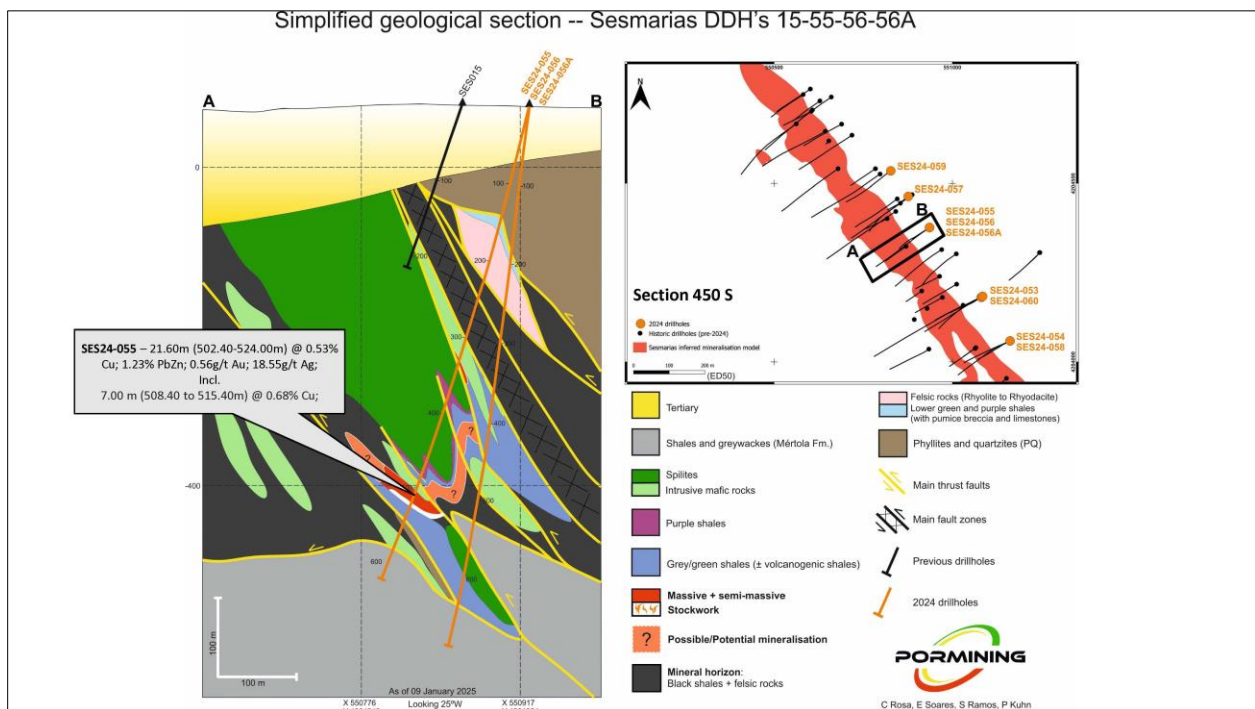 Simplified geological section -- Sesmarias DDH's 15-55-56-56A
SES015
SES24-055
SES24-056
SES24-056A
A
B
0
-400
100
100
-100
200
200
-200
300
-400
600
SES24-055 – 21.60m (502.40-524.00m) @ 0.53%
Cu; 1.23% PbZn; 0.56g/t Au; 18.55g/t Ag;
Incl.
7.00 m (508.40 to 515.40m) @ 0.68% Cu;
?
?
?
100 m
100 m
As of 09 January 2025
Looking 25ºW
X 550776
X 550917
N
550500
551000
4204500
4204000
SES24-059
SES24-057
SES24-055
SES24-056
SES24-056A
B
A
SES24-053
SES24-060
SES24-054
SES24-058
Section 450 S
2024 drillholes
Historic drillholes (pre-2024)
Sesmarias inferred mineralisation model
0 100 200 m
(ED50)
Tertiary
Shales and greywackes (Mértola Fm.)
Spilites
Intrusive mafic rocks
Purple shales
Grey/green shales (± volcanogenic shales)
Massive + semi-massive
Stockwork
? Possible/Potential mineralisation
Mineral horizon:
Black shales + felsic rocks
Felsic rocks (Rhyolite to Rhyodacite)
Lower green and purple shales
(with pumice breccia and limestones)
Phyllites and quartzites (PQ)
Main thrust faults
Main fault zones
Previous drillholes
2024 drillholes
PORMINING
C Rosa, E Soares, S Ramos, P Kuhn